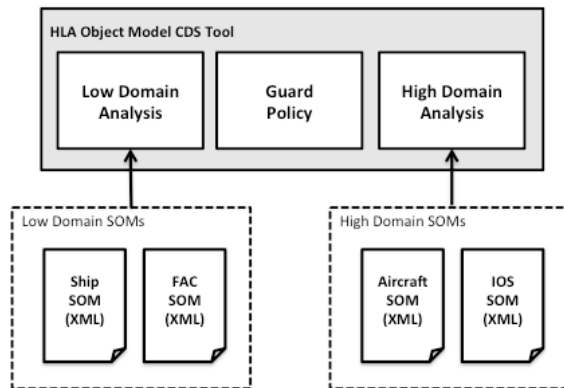 HLA Object Model CDS Tool
Low Domain
Analysis
Guard
Policy
High Domain
Analysis
Low Domain SOMs
Ship
SOM
(XML)
FAC
SOM
(XML)
High Domain SOMs
Aircraft
SOM
(XML)
IOS
SOM
(XML)